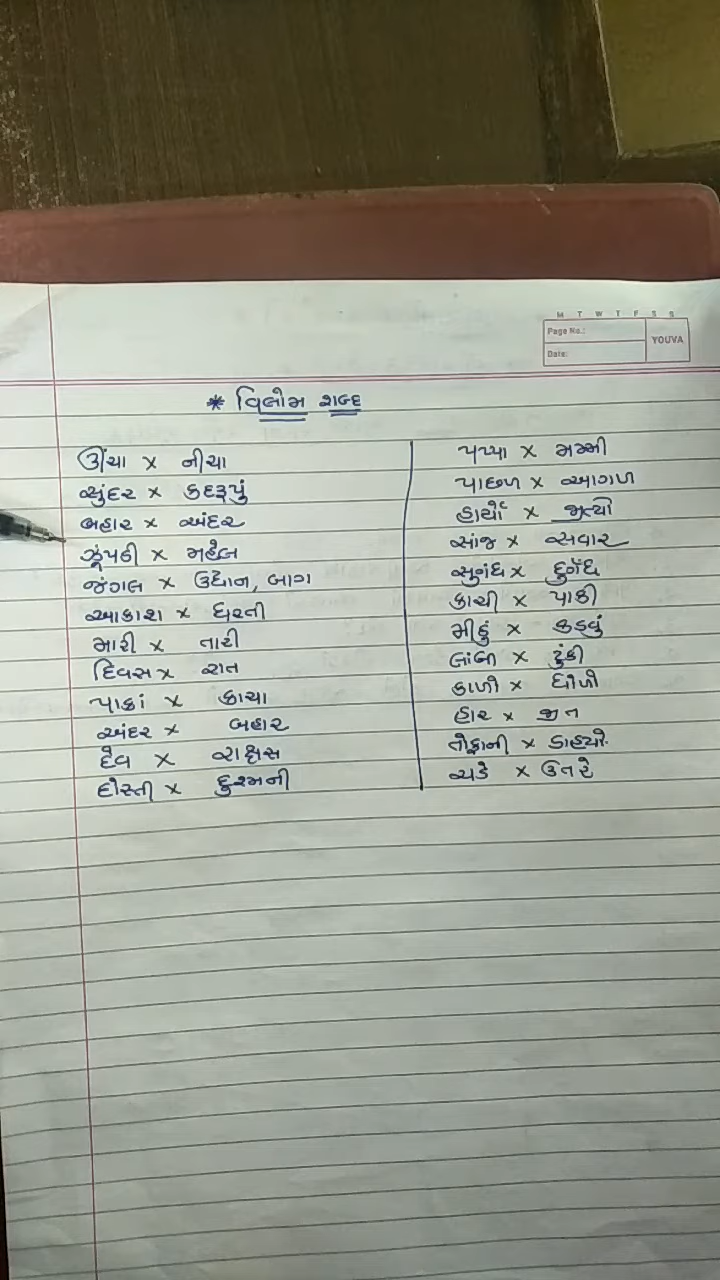 M T W T F S S
Page No.:
Date:
YOUVA
* વિલોમ શબ્દ
ઊંચા × નીચા
સુંદર × કદરૂપું
બહાર × અંદર
ઝૂંપડી × મહેલ
જંગલ × ઉદ્યાન, બાગ
આકાશ × ધરતી
મારી × તારી
દિવસ × રાત
પાકાં × કાચા
અંદર × બહાર
દેવ × રાક્ષસ
દોસ્તી × દુશ્મની
પપ્પા × મમ્મી
પાછળ × આગળ
હાર્યો × જીત્યો
સાંજ × સવાર
સુગંધ × દુર્ગંધ
કાચી × પાકી
મીઠું × કડવું
લાંબી × ટુંકી
કાળો × ધોળો
હાર × જીત
તોફાની × ડાહ્યો
ચડે × ઉતરે